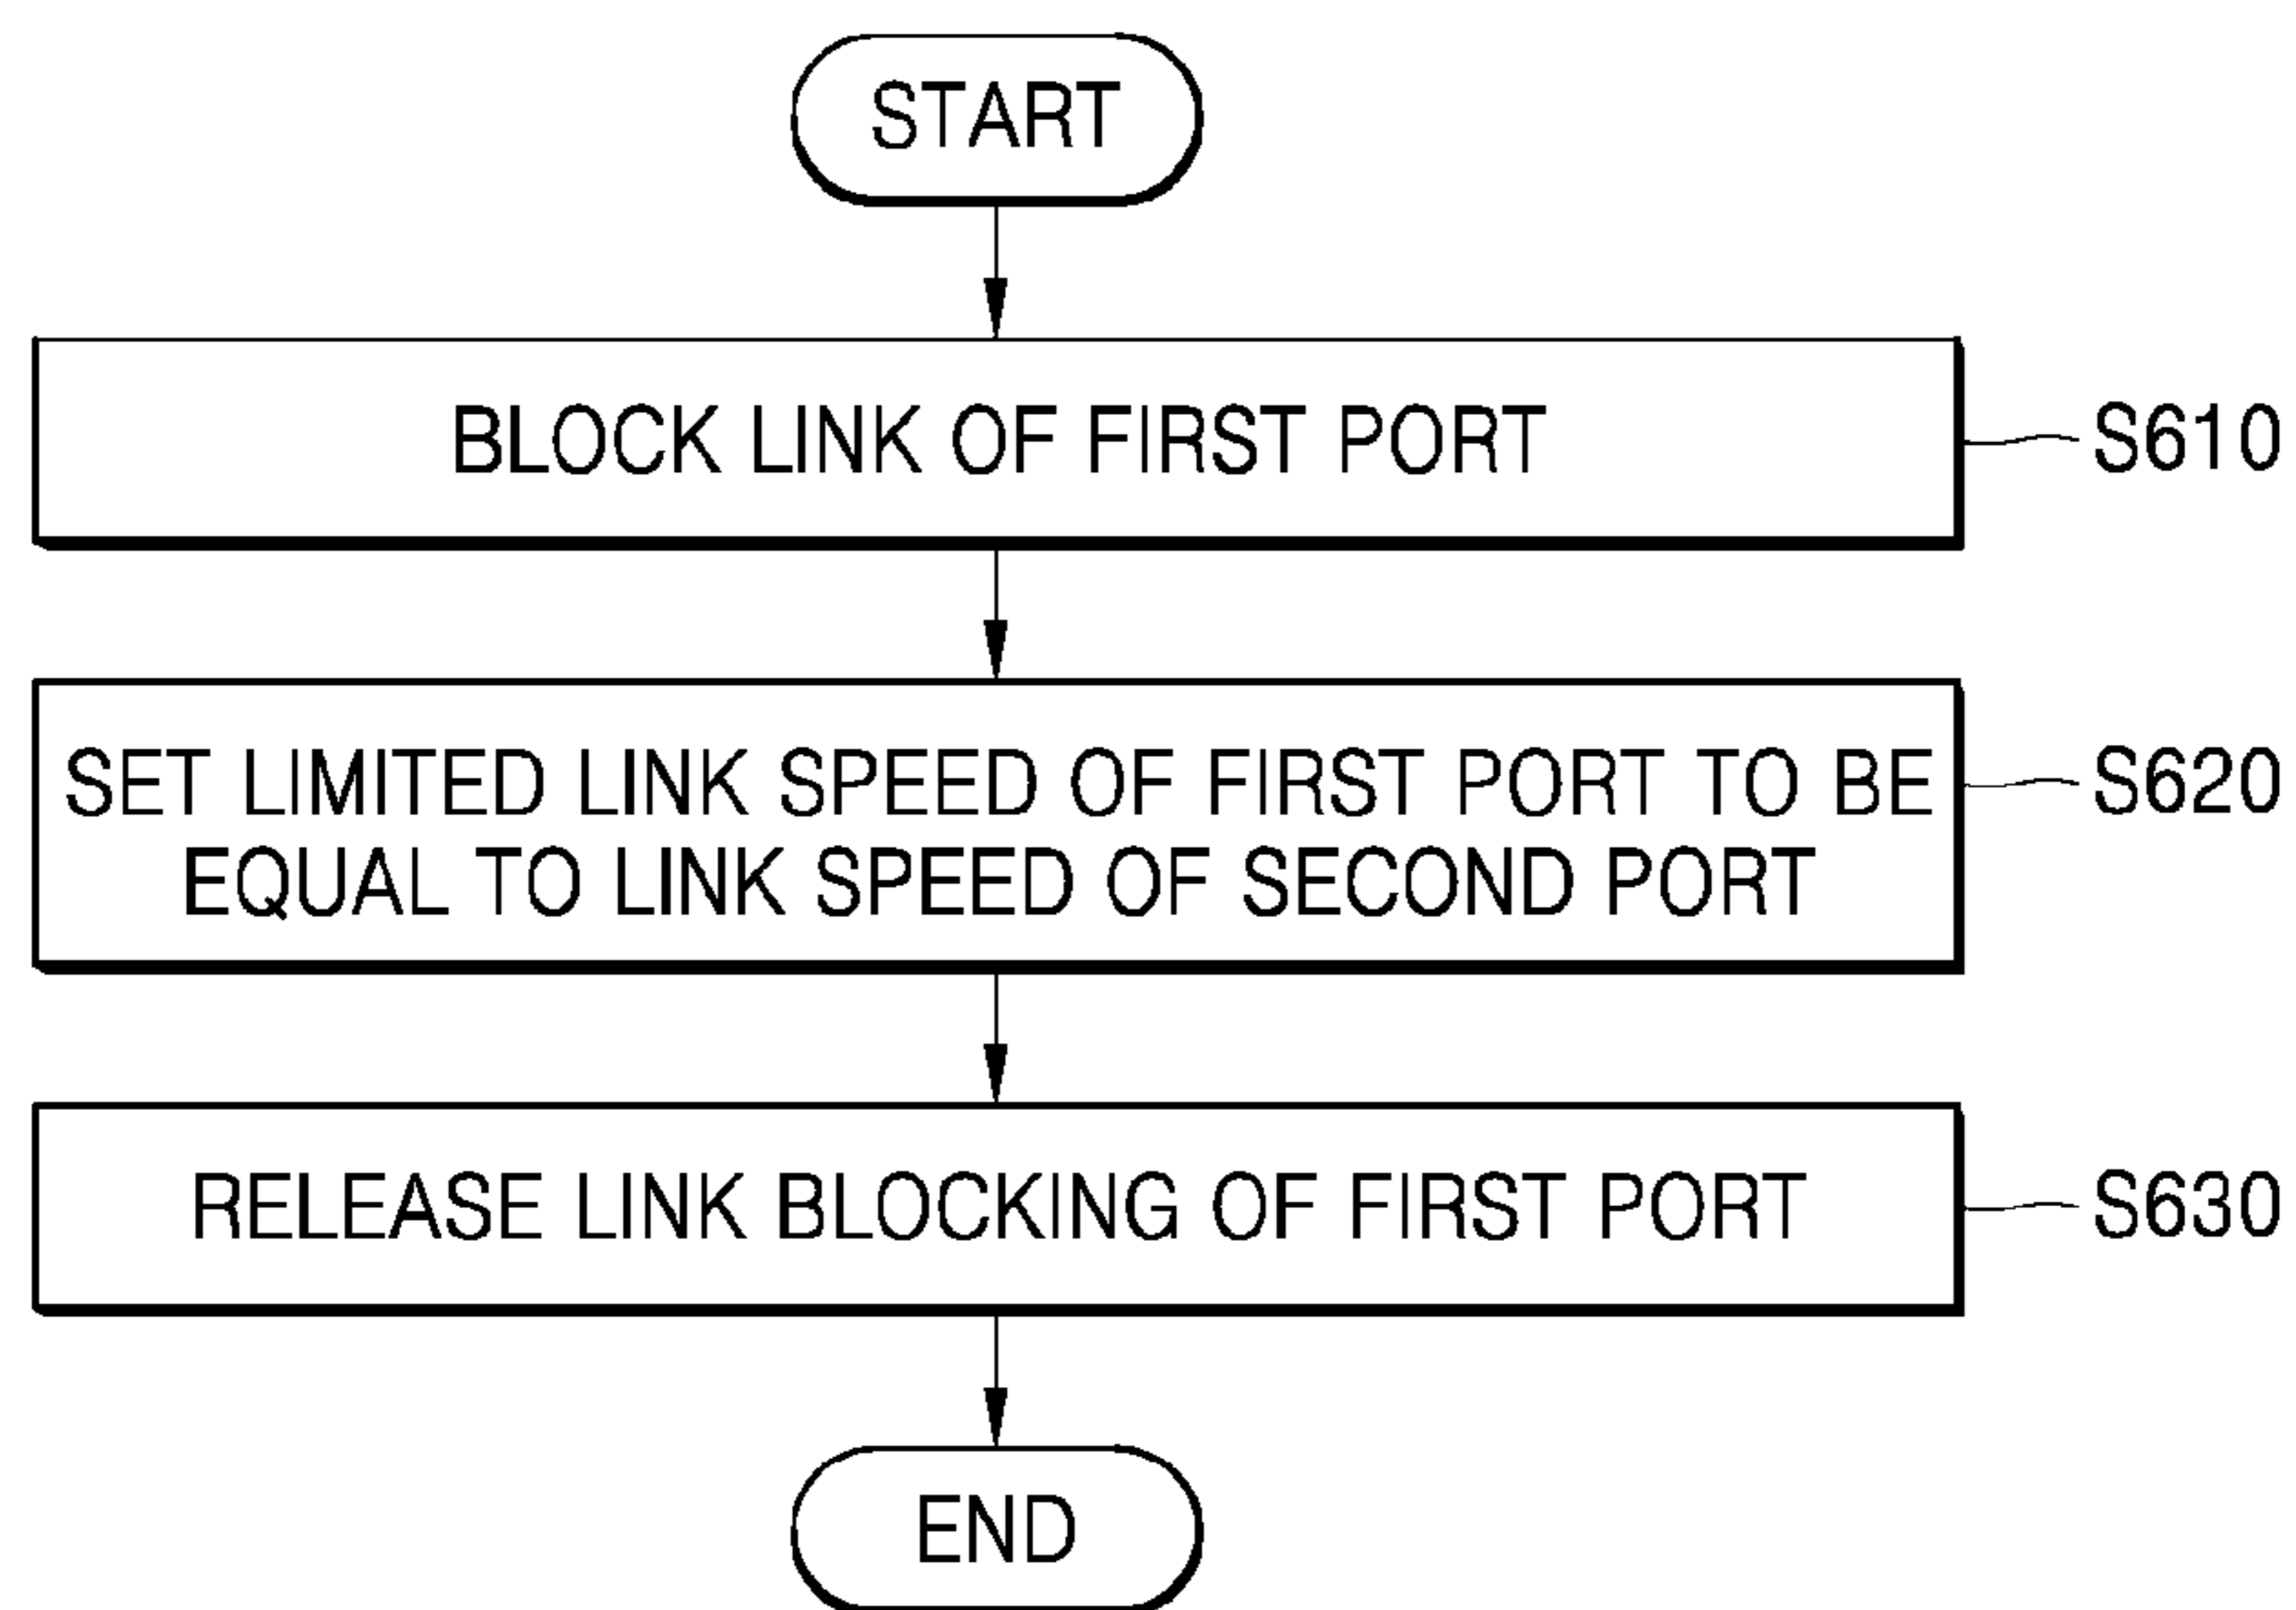 START
BLOCK LINK OF FIRST PORT
S610
SET LIMITED LINK SPEED OF FIRST PORT TO BE
EQUAL TO LINK SPEED OF SECOND PORT
S620
RELEASE LINK BLOCKING OF FIRST PORT
S630
END